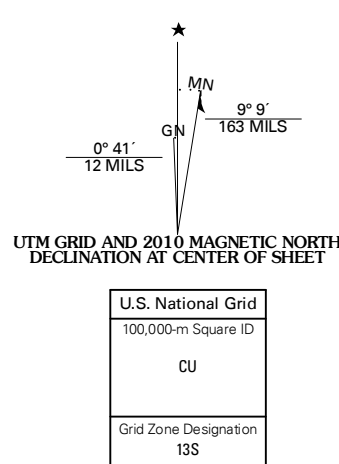 MN
9° 9´
163 MILS
GN
0° 41´
12 MILS
UTM GRID AND 2010 MAGNETIC NORTH
DECLINATION AT CENTER OF SHEET
U.S. National Grid
100,000-m Square ID
CU
Grid Zone Designation
13S